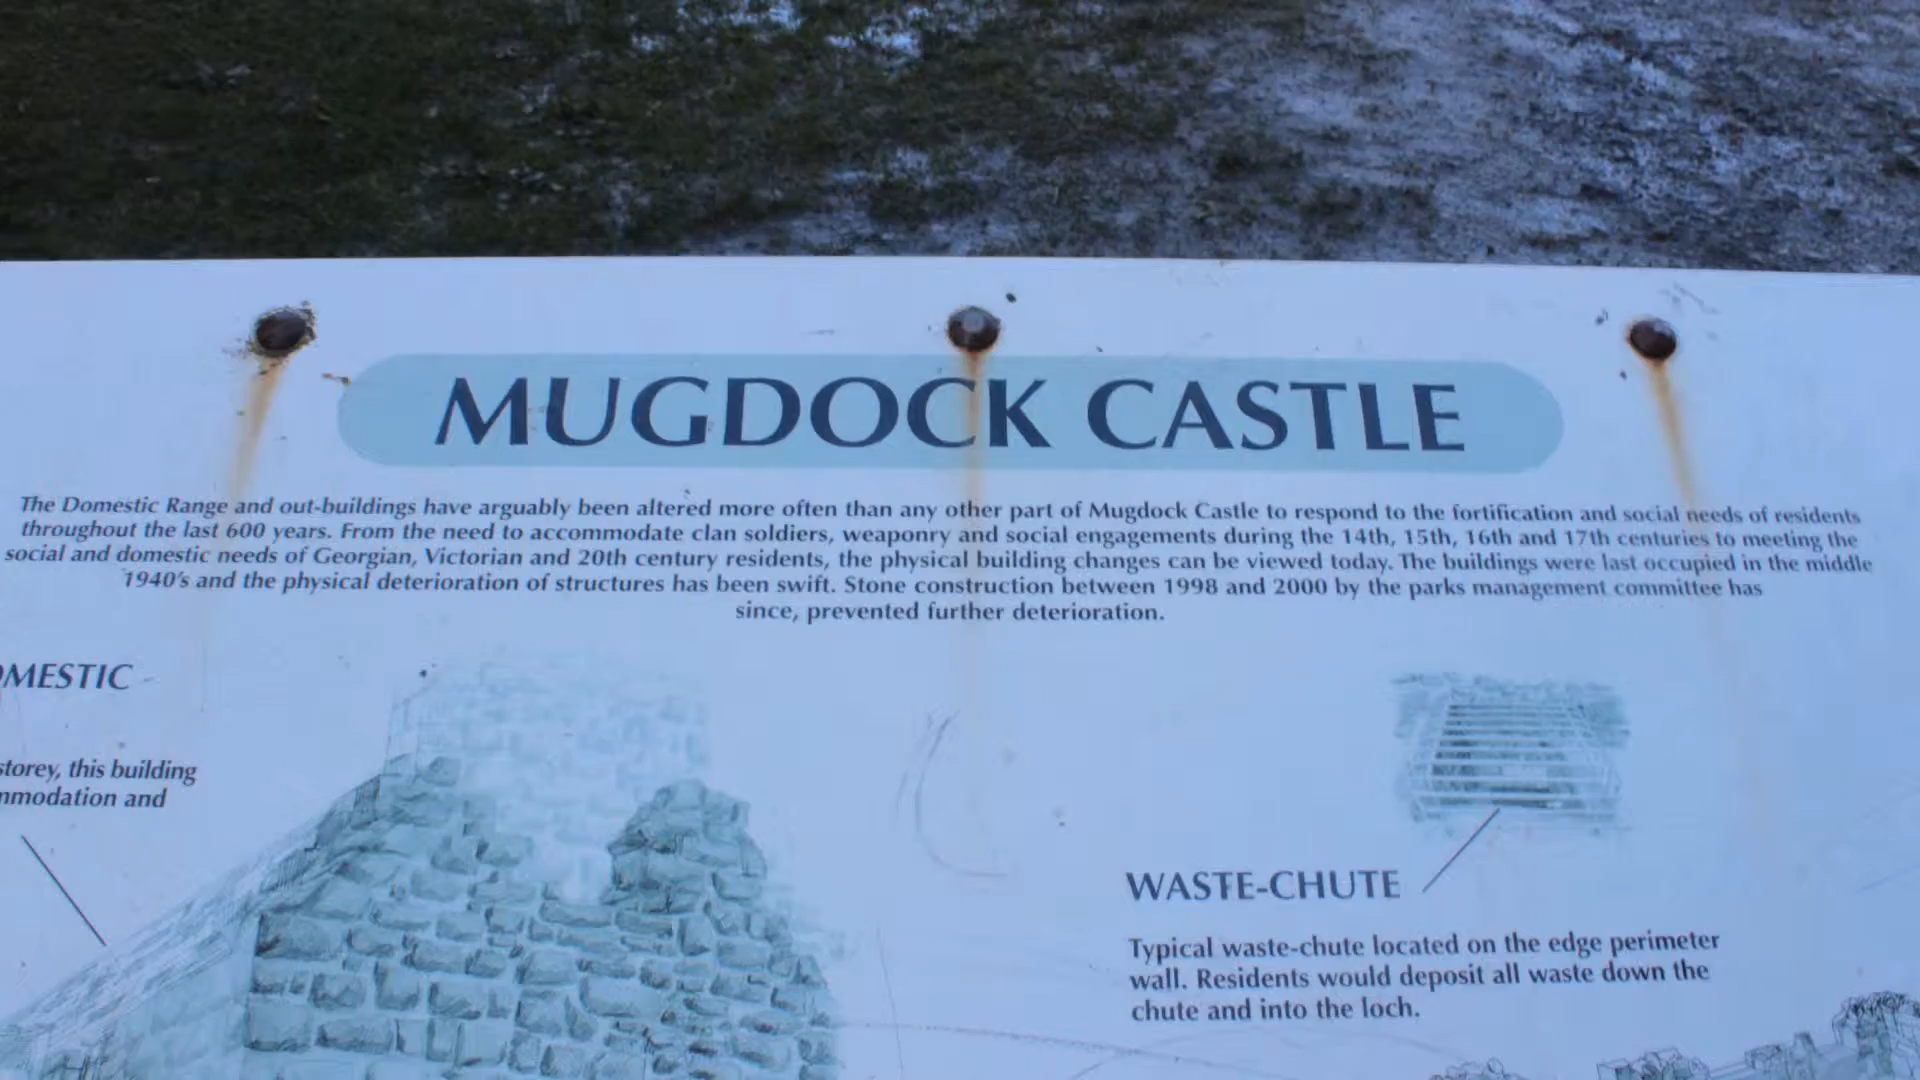 MUGDOCK CASTLE
The Domestic Range and out-buildings have arguably been altered more often than any other part of Mugdock Castle to respond to the fortification and social needs of residents
throughout the last 600 years. From the need to accommodate clan soldiers, weaponry and social engagements during the 14th, 15th, 16th and 17th centuries to meeting the
social and domestic needs of Georgian, Victorian and 20th century residents, the physical building changes can be viewed today. The buildings were last occupied in the middle
1940's and the physical deterioration of structures has been swift. Stone construction between 1998 and 2000 by the parks management committee has
since, prevented further deterioration.
OMESTIC
storey, this building
mmodation and
WASTE-CHUTE
Typical waste-chute located on the edge perimeter
wall. Residents would deposit all waste down the
chute and into the loch.